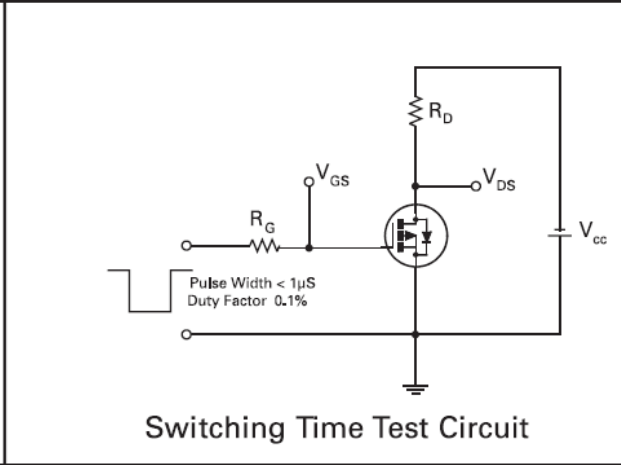 R_D
V_GS
V_DS
R_G
V_cc
Pulse Width < 1µS
Duty Factor 0.1%
Switching Time Test Circuit